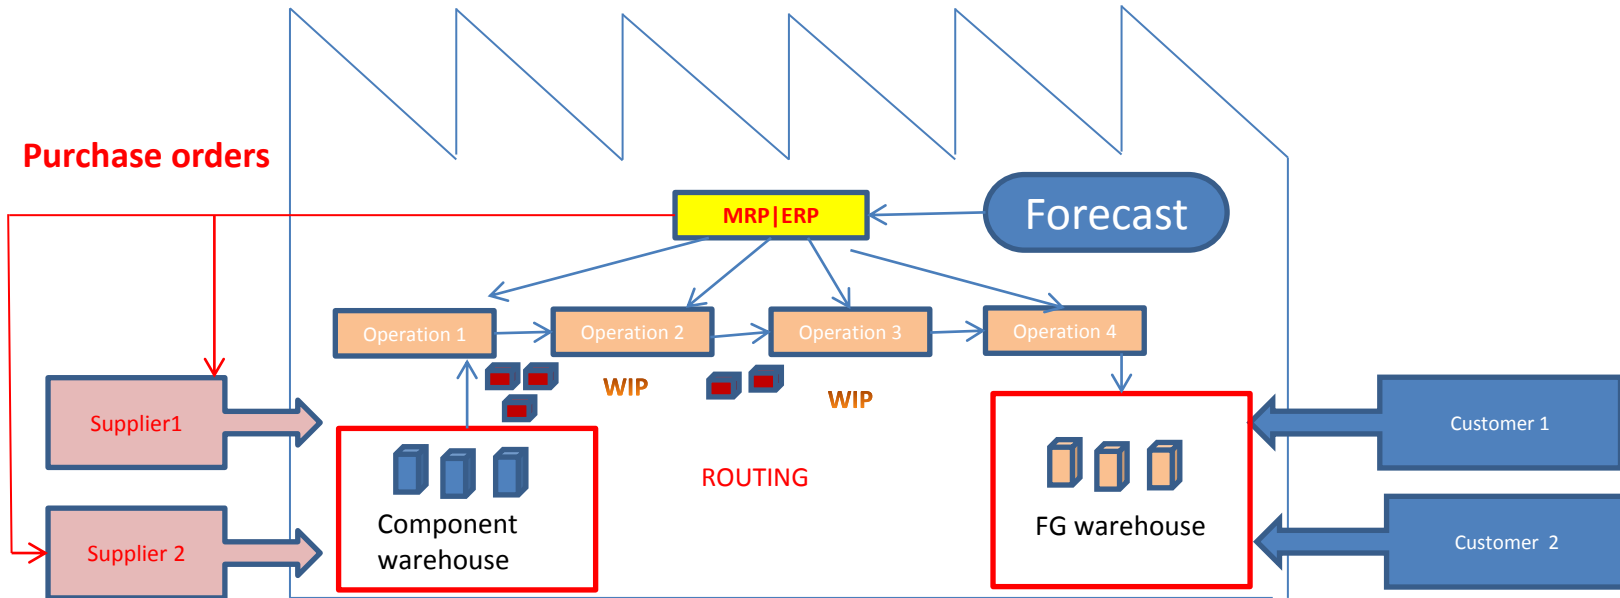 Purchase orders
MRP|ERP
Forecast
Operation 1
Operation 2
Operation 3
Operation 4
WIP
WIP
Supplier1
Customer 1
ROUTING
Component
warehouse
FG warehouse
Supplier 2
Customer  2